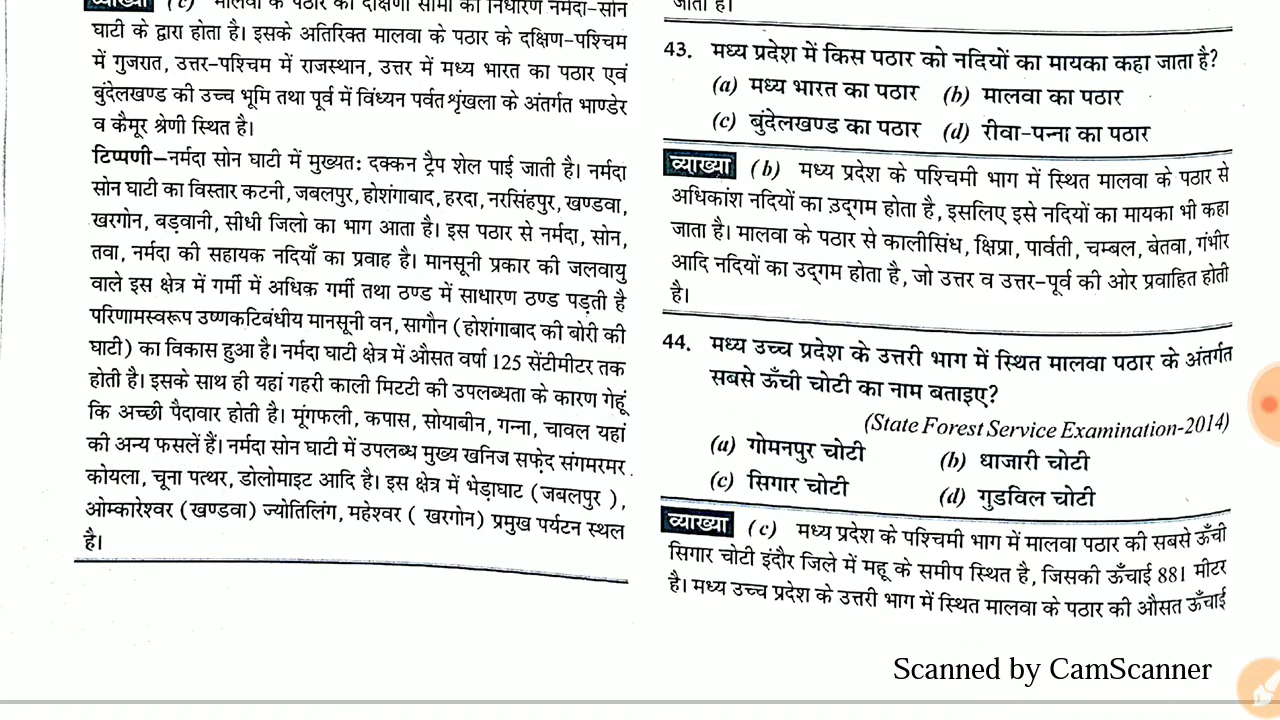 व्याख्या (c) मालवा के पठार की दक्षिणी सीमा का निर्धारण नर्मदा-सोन
घाटी के द्वारा होता है। इसके अतिरिक्त मालवा के पठार के दक्षिण-पश्चिम
में गुजरात, उत्तर-पश्चिम में राजस्थान, उत्तर में मध्य भारत का पठार एवं
बुंदेलखण्ड की उच्च भूमि तथा पूर्व में विंध्यन पर्वत शृंखला के अंतर्गत भाण्डेर
व कैमूर श्रेणी स्थित है।
टिप्पणी–नर्मदा सोन घाटी में मुख्यत: दक्कन ट्रैप शेल पाई जाती है। नर्मदा
सोन घाटी का विस्तार कटनी, जबलपुर, होशंगाबाद, हरदा, नरसिंहपुर, खण्डवा,
खरगोन, बड़वानी, सीधी जिलो का भाग आता है। इस पठार से नर्मदा, सोन,
तवा, नर्मदा की सहायक नदियाँ का प्रवाह है। मानसूनी प्रकार की जलवायु
वाले इस क्षेत्र में गर्मी में अधिक गर्मी तथा ठण्ड में साधारण ठण्ड पड़ती है
परिणामस्वरूप उष्णकटिबंधीय मानसूनी वन, सागौन (होशंगाबाद की बोरी की
घाटी) का विकास हुआ है। नर्मदा घाटी क्षेत्र में औसत वर्षा 125 सेंटीमीटर तक
होती है। इसके साथ ही यहां गहरी काली मिटटी की उपलब्धता के कारण गेहूं
कि अच्छी पैदावार होती है। मूंगफली, कपास, सोयाबीन, गन्ना, चावल यहां
की अन्य फसलें हैं। नर्मदा सोन घाटी में उपलब्ध मुख्य खनिज सफ़ेद संगमरमर
कोयला, चूना पत्थर, डोलोमाइट आदि है। इस क्षेत्र में भेड़ाघाट (जबलपुर ),
ओम्कारेश्वर (खण्डवा) ज्योतिलिंग, महेश्वर ( खरगोन) प्रमुख पर्यटन स्थल
है।
जाता है।
43. मध्य प्रदेश में किस पठार को नदियों का मायका कहा जाता है?
(a) मध्य भारत का पठार (b) मालवा का पठार
(c) बुंदेलखण्ड का पठार (d) रीवा-पन्ना का पठार
व्याख्या (b) मध्य प्रदेश के पश्चिमी भाग में स्थित मालवा के पठार से
अधिकांश नदियों का उद्गम होता है, इसलिए इसे नदियों का मायका भी कहा
जाता है। मालवा के पठार से कालीसिंध, क्षिप्रा, पार्वती, चम्बल, बेतवा, गंभीर
आदि नदियों का उद्गम होता है, जो उत्तर व उत्तर-पूर्व की ओर प्रवाहित होती
है।
44. मध्य उच्च प्रदेश के उत्तरी भाग में स्थित मालवा पठार के अंतर्गत
सबसे ऊँची चोटी का नाम बताइए?
(State Forest Service Examination-2014)
(a) गोमनपुर चोटी (b) धाजारी चोटी
(c) सिगार चोटी (d) गुडविल चोटी
व्याख्या (c) मध्य प्रदेश के पश्चिमी भाग में मालवा पठार की सबसे ऊँची
सिगार चोटी इंदौर जिले में महू के समीप स्थित है, जिसकी ऊँचाई 881 मीटर
है। मध्य उच्च प्रदेश के उत्तरी भाग में स्थित मालवा के पठार की औसत ऊँचाई
Scanned by CamScanner